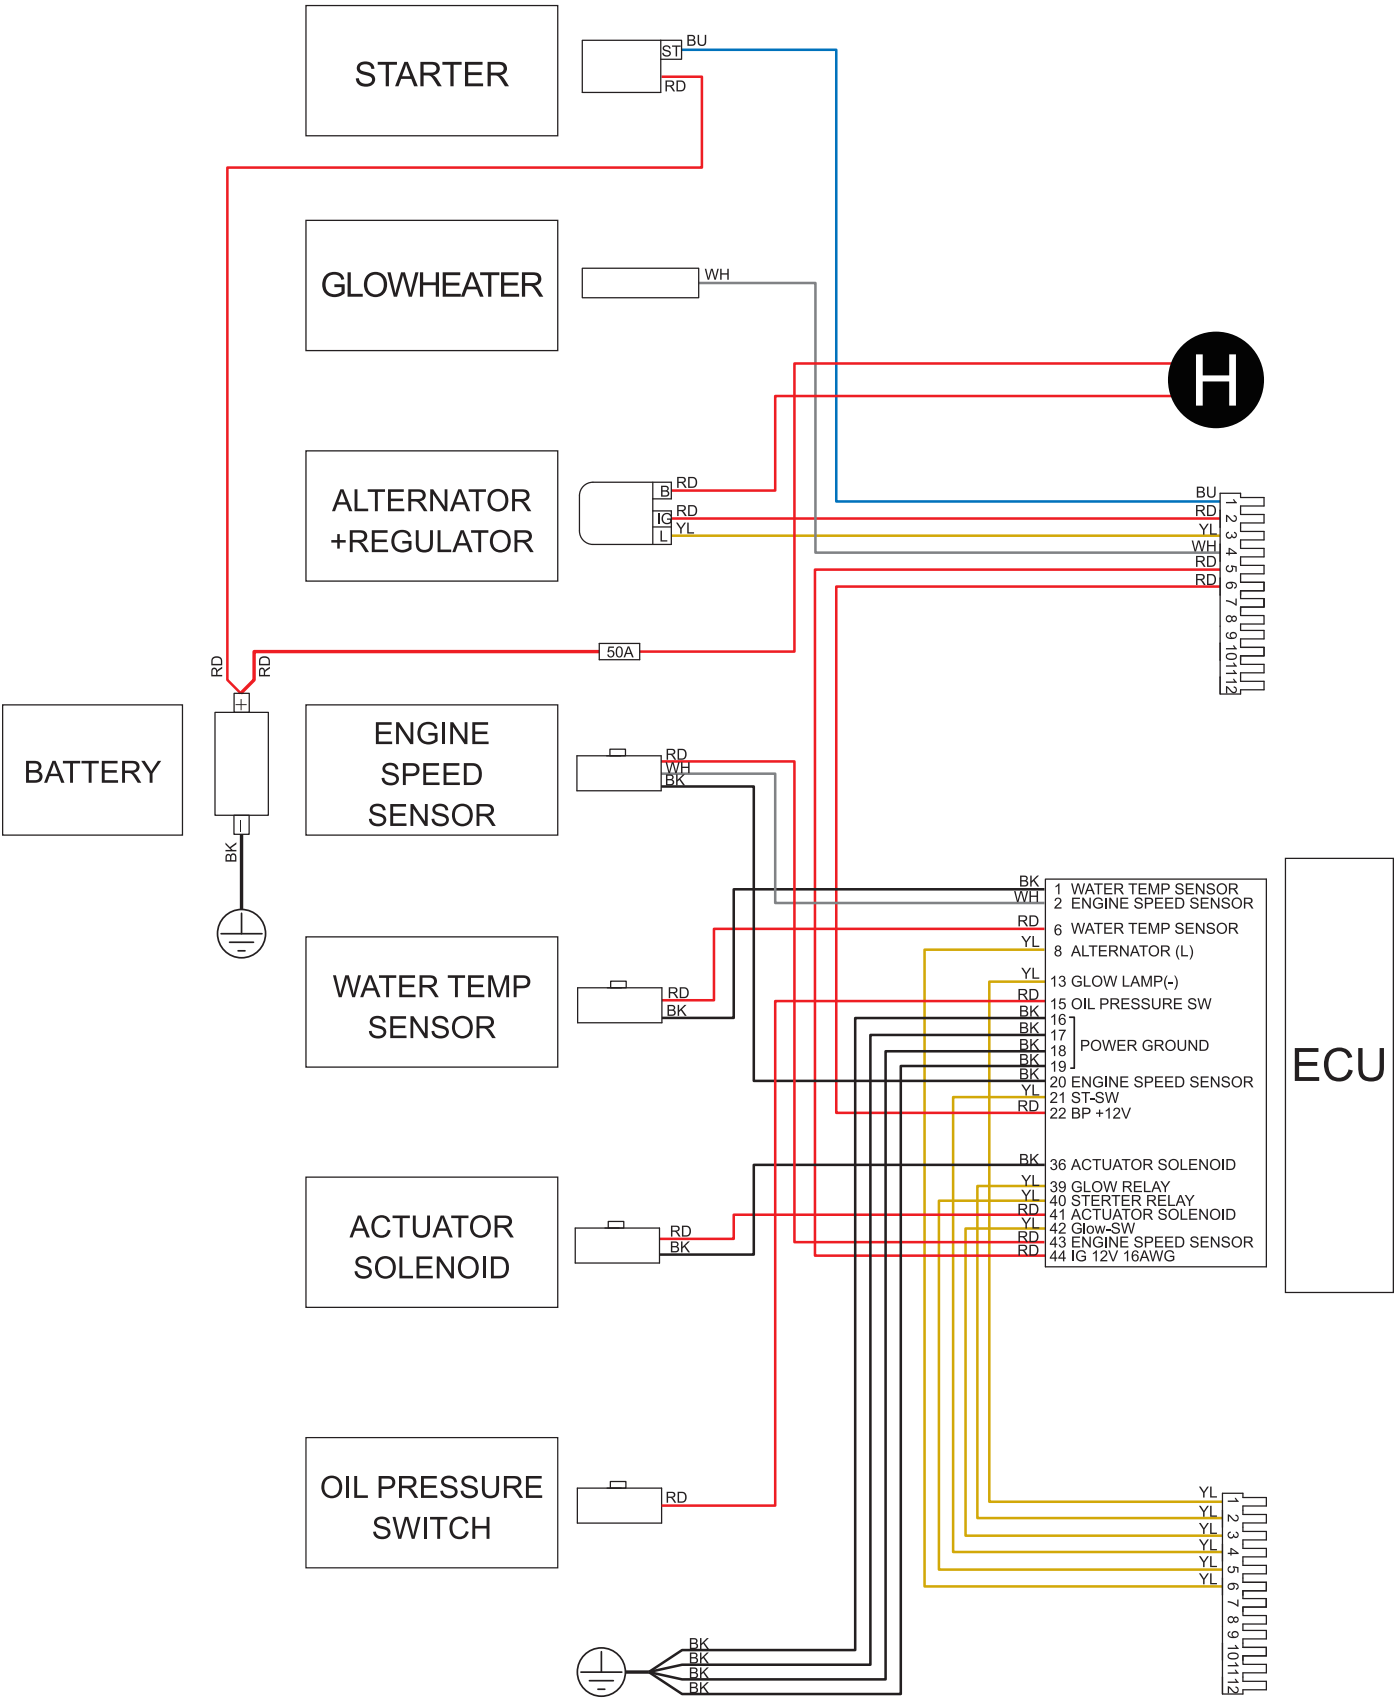 STARTER
ST
BU
RD
GLOWHEATER
WH
H
ALTERNATOR
+REGULATOR
B
RD
IG
RD
L
YL
BU
RD
YL
WH
RD
RD
1
2
3
4
5
6
7
8
9
10
11
12
50A
RD
RD
+
BATTERY
BK
ENGINE
SPEED
SENSOR
RD
WH
BK
WATER TEMP
SENSOR
RD
BK
ACTUATOR
SOLENOID
RD
BK
OIL PRESSURE
SWITCH
RD
BK 1 WATER TEMP SENSOR
WH 2 ENGINE SPEED SENSOR
RD 6 WATER TEMP SENSOR
YL 8 ALTERNATOR (L)
YL 13 GLOW LAMP(-)
RD 15 OIL PRESSURE SW
BK 16
BK 17
POWER GROUND
BK 18
BK 19
BK 20 ENGINE SPEED SENSOR
YL 21 ST-SW
RD 22 BP +12V
BK 36 ACTUATOR SOLENOID
YL 39 GLOW RELAY
YL 40 STERTER RELAY
RD 41 ACTUATOR SOLENOID
YL 42 Glow-SW
RD 43 ENGINE SPEED SENSOR
RD 44 IG 12V 16AWG
ECU
YL
YL
YL
YL
YL
YL
1
2
3
4
5
6
7
8
9
10
11
12
BK
BK
BK
BK